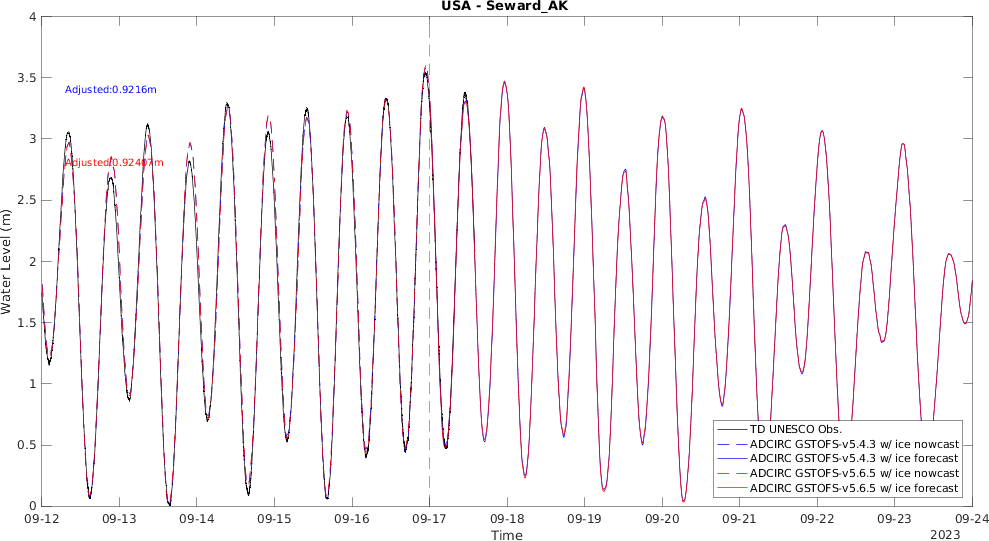 USA - Seward_AK
4
3.5
3
2.5
2
1.5
1
0.5
0
Water Level (m)
Adjusted:0.9216m
Adjusted:0.92407m
TD UNESCO Obs.
ADCIRC GSTOFS-v5.4.3 w/ ice nowcast
ADCIRC GSTOFS-v5.4.3 w/ ice forecast
ADCIRC GSTOFS-v5.6.5 w/ ice nowcast
ADCIRC GSTOFS-v5.6.5 w/ ice forecast
09-12 09-13 09-14 09-15 09-16 09-17 09-18 09-19 09-20 09-21 09-22 09-23 09-24
Time
2023